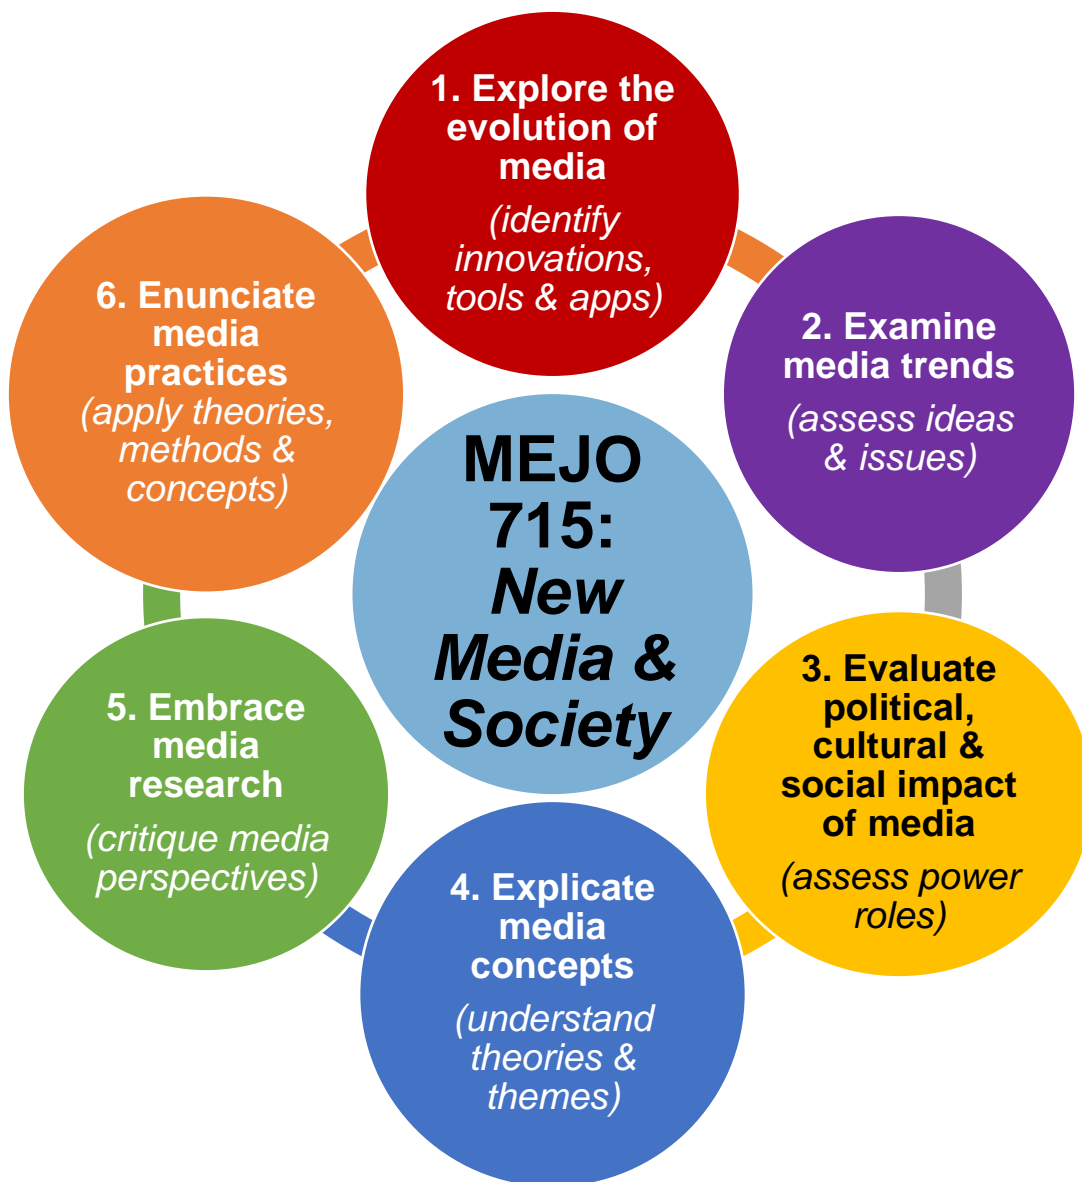 1. Explore the
evolution of
media
(identify
innovations,
tools & apps)
2. Examine
media trends
(assess ideas
& issues)
3. Evaluate
political,
cultural &
social impact
of media
(assess power
roles)
4. Explicate
media
concepts
(understand
theories &
themes)
5. Embrace
media
research
(critique media
perspectives)
6. Enunciate
media
practices
(apply theories,
methods &
concepts)
MEJO
715:
New
Media &
Society